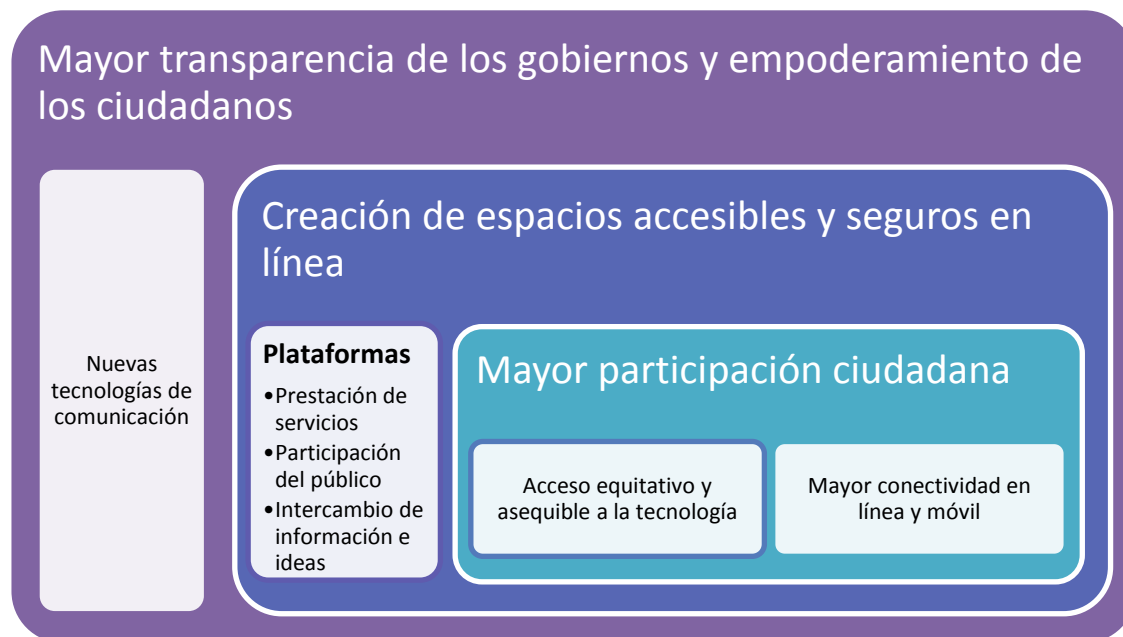 Mayor transparencia de los gobiernos y empoderamiento de
los ciudadanos
Nuevas
tecnologías de
comunicación
Creación de espacios accesibles y seguros en
línea
Plataformas
•Prestación de
servicios
•Participación
del público
•Intercambio de
información e
ideas
Mayor participación ciudadana
Acceso equitativo y
asequible a la tecnología
Mayor conectividad en
línea y móvil